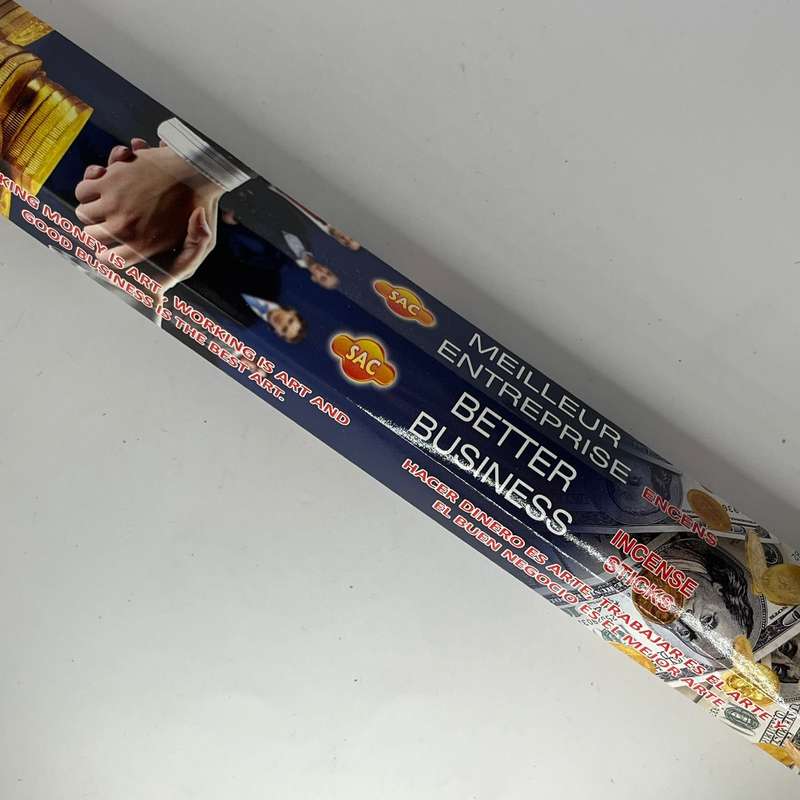 SAC
MEILLEUR
ENTREPRISE
ENCENS
SAC
BETTER
BUSINESS
INCENSE
STICKS
MONEY IS ART, WORKING IS ART AND
GOOD BUSINESS IS THE BEST ART.
HACER DINERO ES ARTE, TRABAJAR ES EL ARTE Y
EL BUEN NEGOCIO ES EL MEJOR ARTE